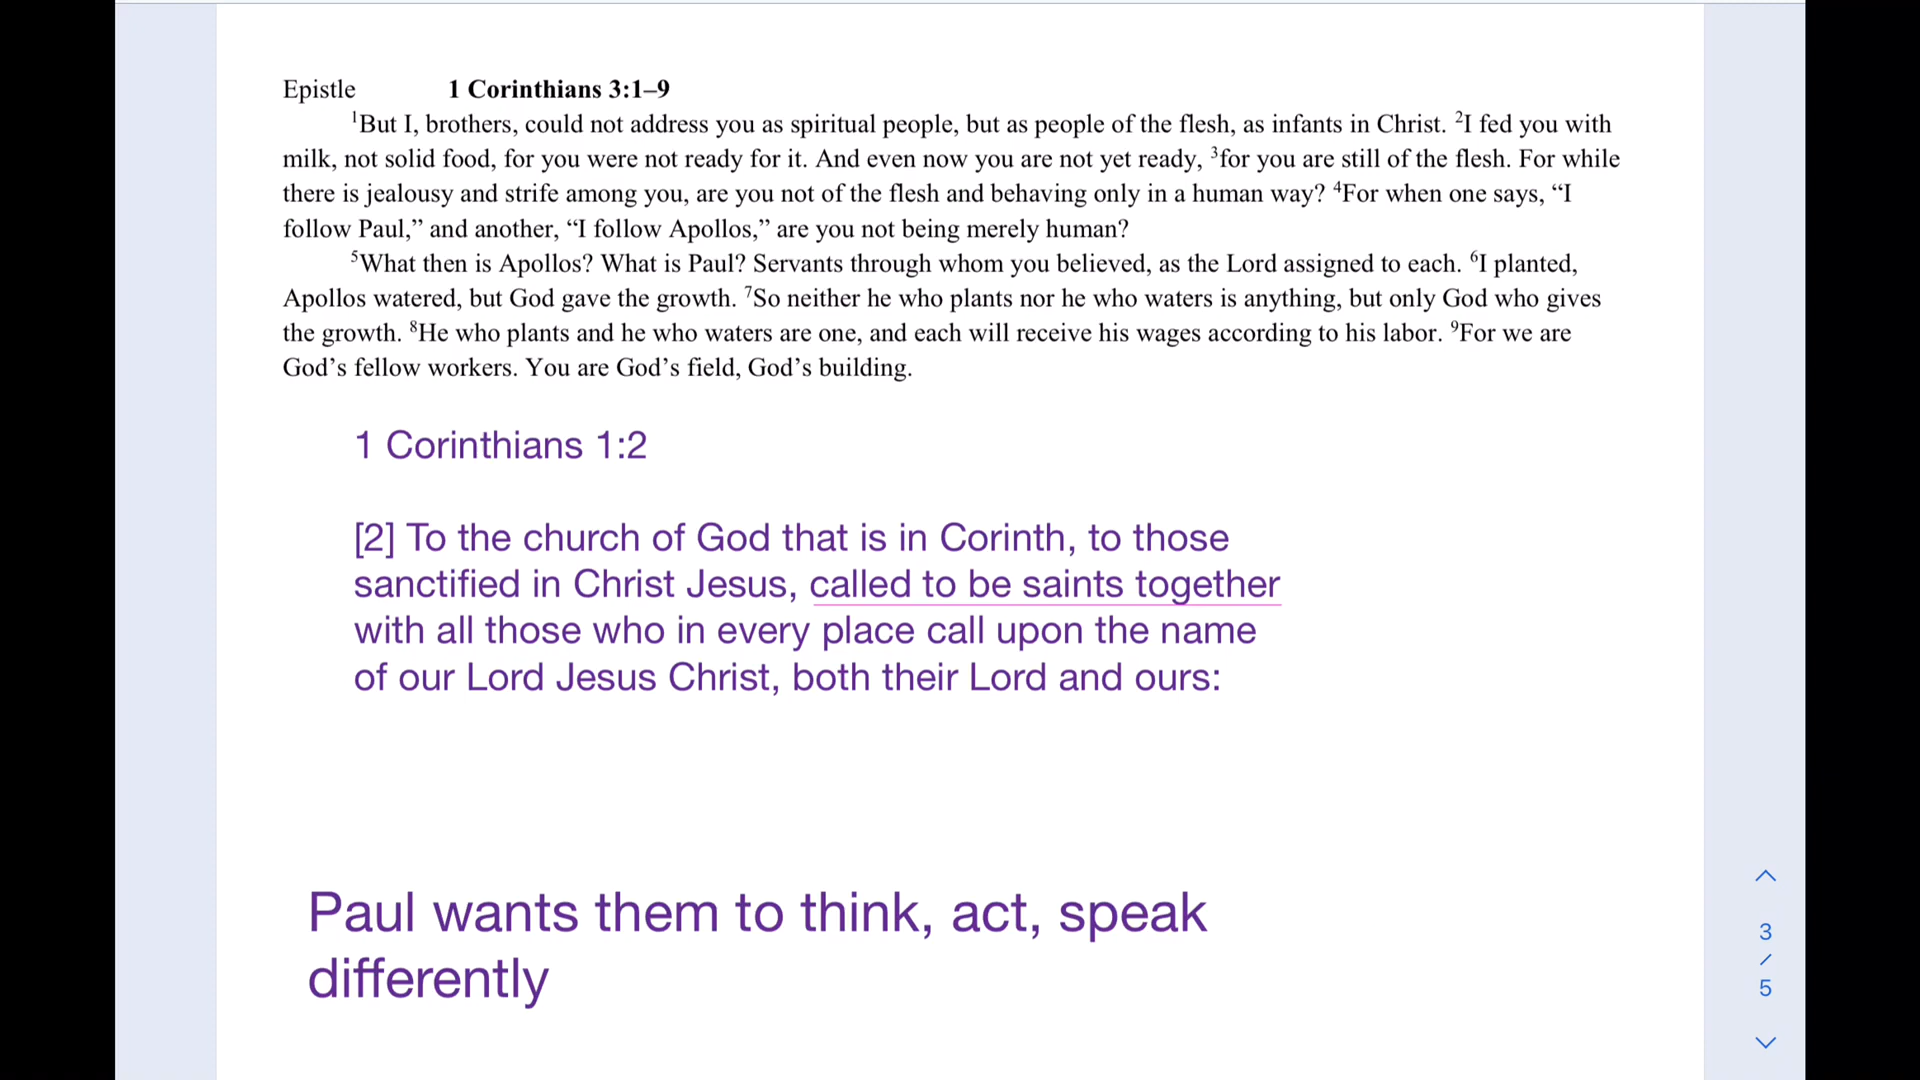 Epistle 1 Corinthians 3:1–9
¹But I, brothers, could not address you as spiritual people, but as people of the flesh, as infants in Christ. ²I fed you with
milk, not solid food, for you were not ready for it. And even now you are not yet ready, ³for you are still of the flesh. For while
there is jealousy and strife among you, are you not of the flesh and behaving only in a human way? ⁴For when one says, “I
follow Paul,” and another, “I follow Apollos,” are you not being merely human?
⁵What then is Apollos? What is Paul? Servants through whom you believed, as the Lord assigned to each. ⁶I planted,
Apollos watered, but God gave the growth. ⁷So neither he who plants nor he who waters is anything, but only God who gives
the growth. ⁸He who plants and he who waters are one, and each will receive his wages according to his labor. ⁹For we are
God’s fellow workers. You are God’s field, God’s building.
1 Corinthians 1:2
[2] To the church of God that is in Corinth, to those
sanctified in Christ Jesus, called to be saints together
with all those who in every place call upon the name
of our Lord Jesus Christ, both their Lord and ours:
Paul wants them to think, act, speak
differently
3
/
5